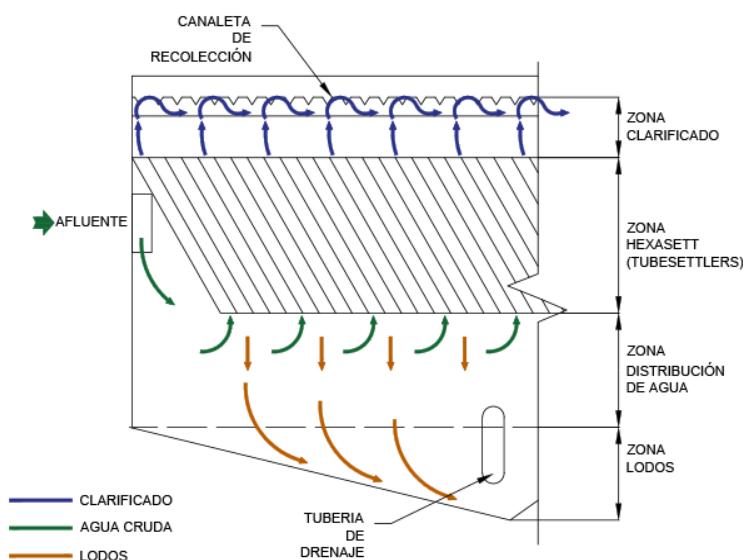 CANALETA
DE
RECOLECCIÓN
ZONA
CLARIFICADO
AFLUENTE
ZONA
HEXASETT
(TUBESETTLERS)
ZONA
DISTRIBUCIÓN
DE AGUA
ZONA
LODOS
CLARIFICADO
AGUA CRUDA
LODOS
TUBERIA
DE
DRENAJE